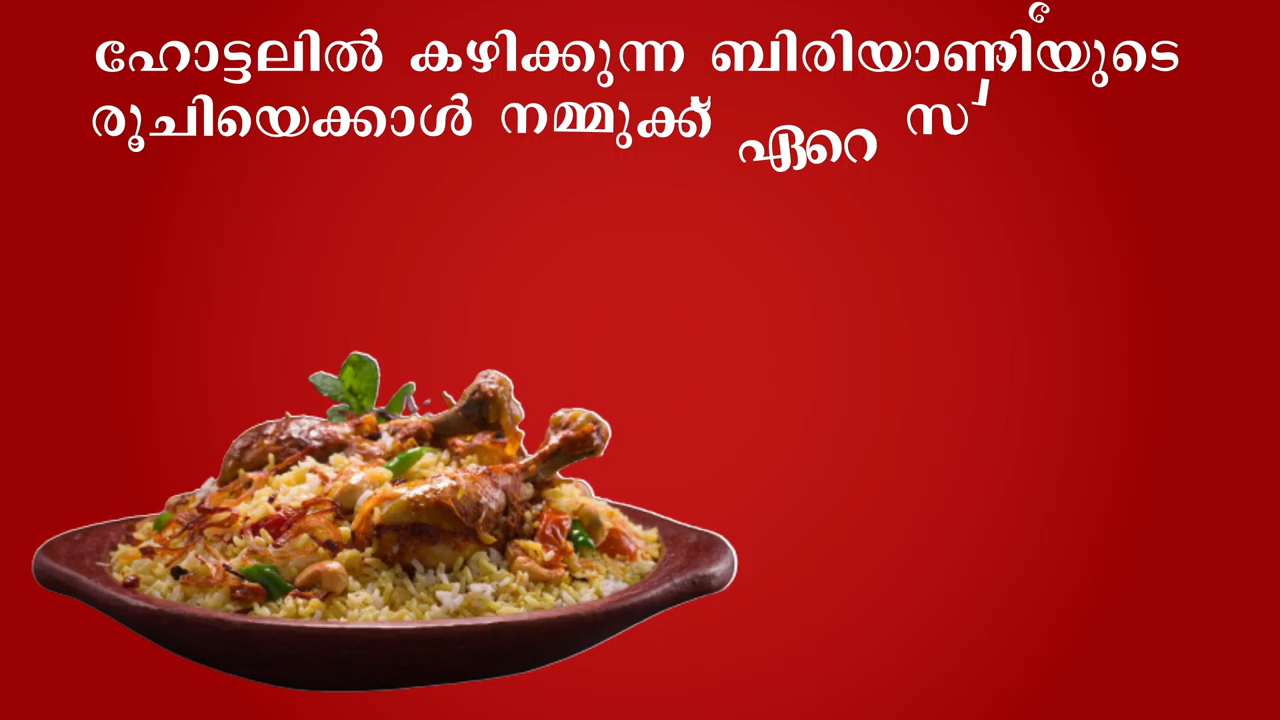 ഹോട്ടലിൽ കഴിക്കുന്ന ബിരിയാണിയുടെ
രുചിയെക്കാൾ നമ്മുക്ക് ഏറെ